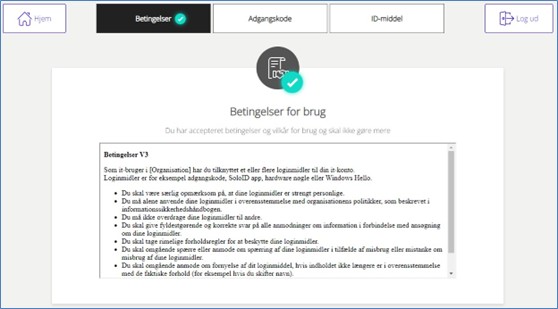 Hjem
Betingelser
Adgangskode
ID-middel
Log ud
Betingelser for brug
Du har accepteret betingelser og vilkår for brug og skal ikke gøre mere
Betingelser V3
Som it-bruger i [Organisation] har du tilknyttet et eller flere loginmidler til din it-konto.
Loginmidler er for eksempel adgangskode, SoloID app, hardware nøgle eller Windows Hello.
• Du skal være særlig opmærksom på, at dine loginmidler er strengt personlige.
• Du må alene anvende dine loginmidler i overensstemmelse med organisationens politikker, som beskrevet i
informationssikkerhedshåndbogen.
• Du må ikke overdrage dine loginmidler til andre.
• Du skal give fyldestgørende og korrekte svar på alle anmodninger om information i forbindelse med ansøgning
om dine loginmidler.
• Du skal tage rimelige forholdsregler for at beskytte dine loginmidler.
• Du skal omgående spærre eller anmode om spærring af dine loginmidler i tilfælde af misbrug eller mistanke om
misbrug af dine loginmidler.
• Du skal omgående anmode om fornyelse af dit loginmiddel, hvis indholdet ikke længere er i overensstemmelse
med de faktiske forhold (for eksempel hvis du skifter navn).